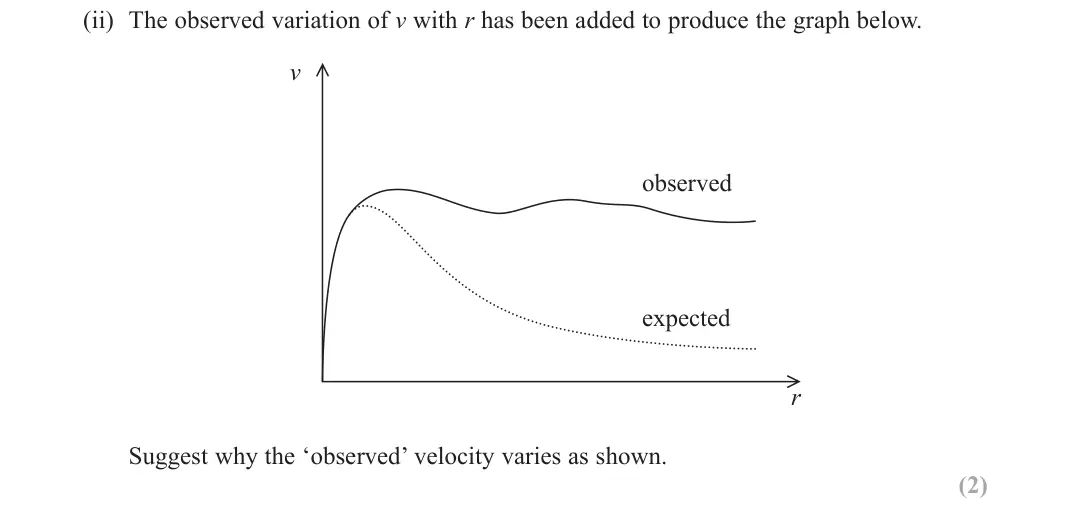 (ii) The observed variation of v with r has been added to produce the graph below.
v
observed
expected
r
Suggest why the ‘observed’ velocity varies as shown.
(2)